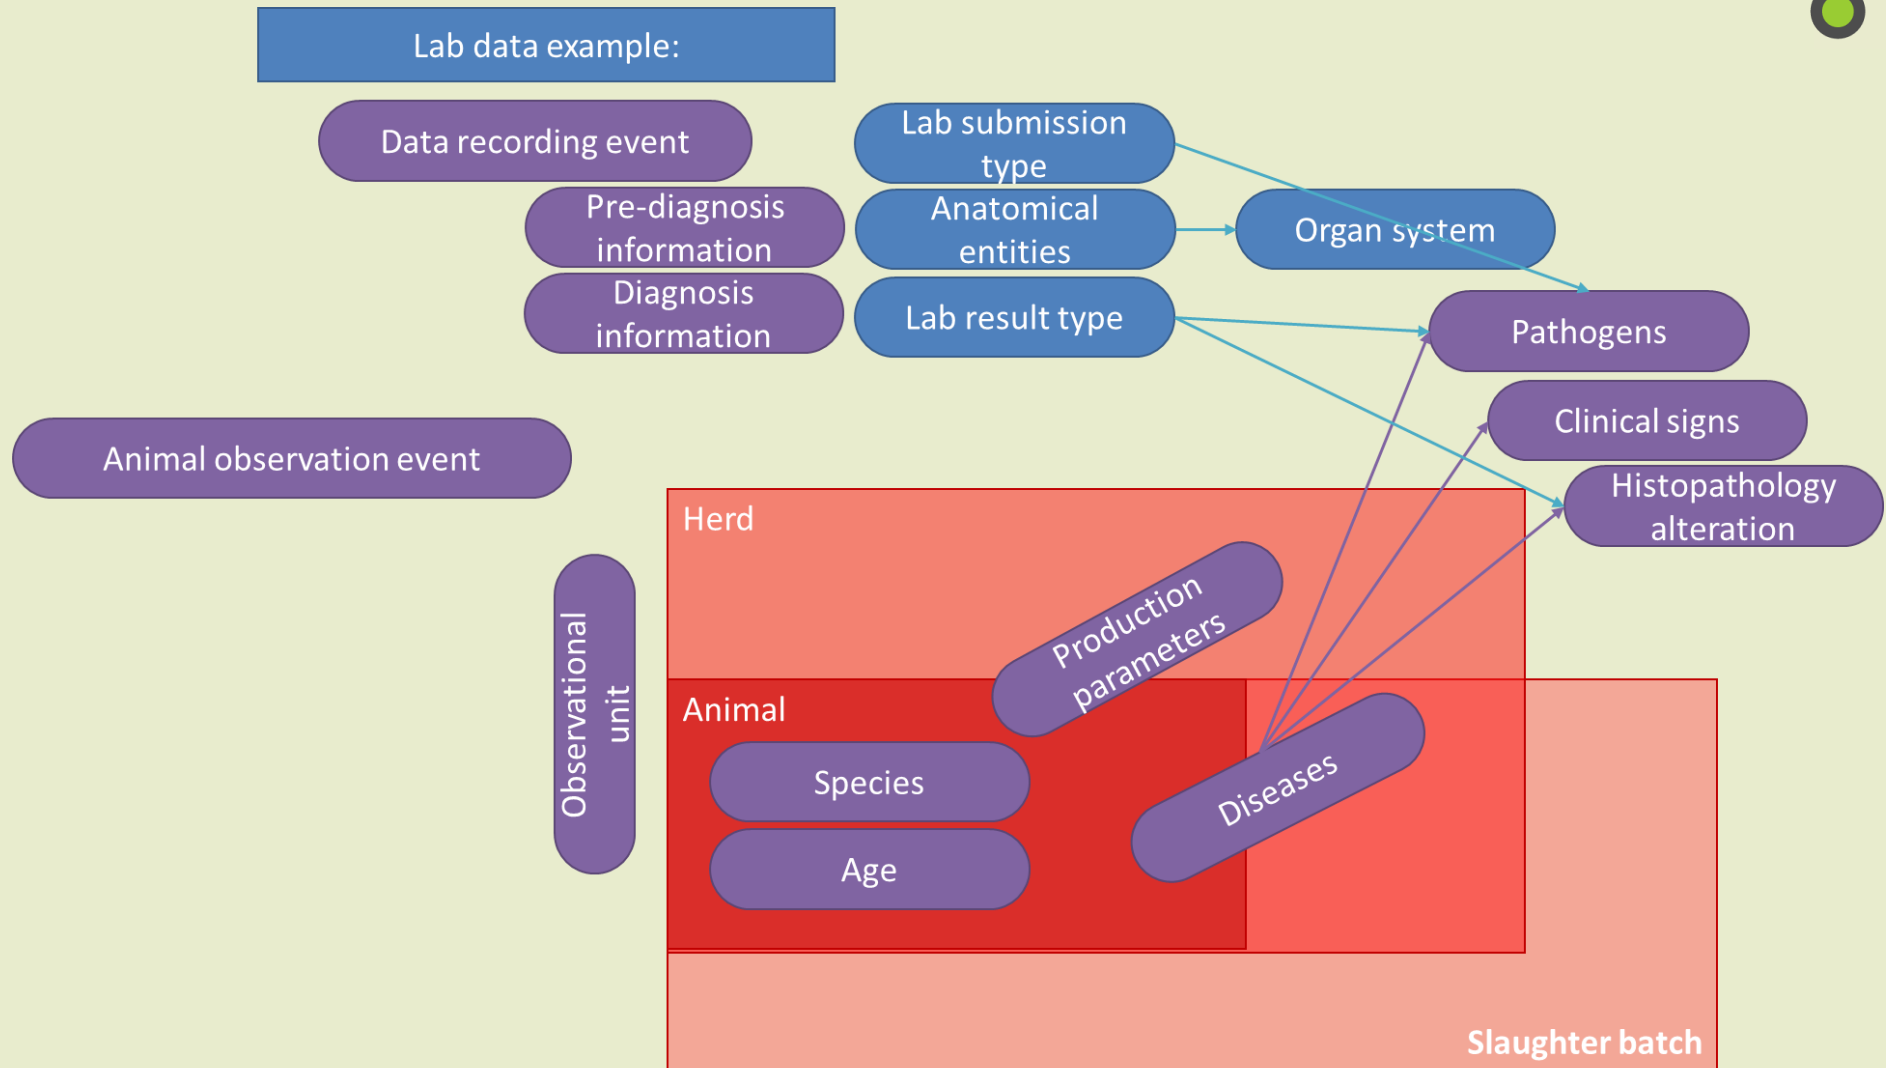 Lab data example:
Data recording event
Lab submission
type
Pre-diagnosis
information
Anatomical
entities
Organ system
Diagnosis
information
Lab result type
Pathogens
Clinical signs
Animal observation event
Histopathology
alteration
Herd
Observational
unit
Production
parameters
Animal
Species
Diseases
Age
Slaughter batch